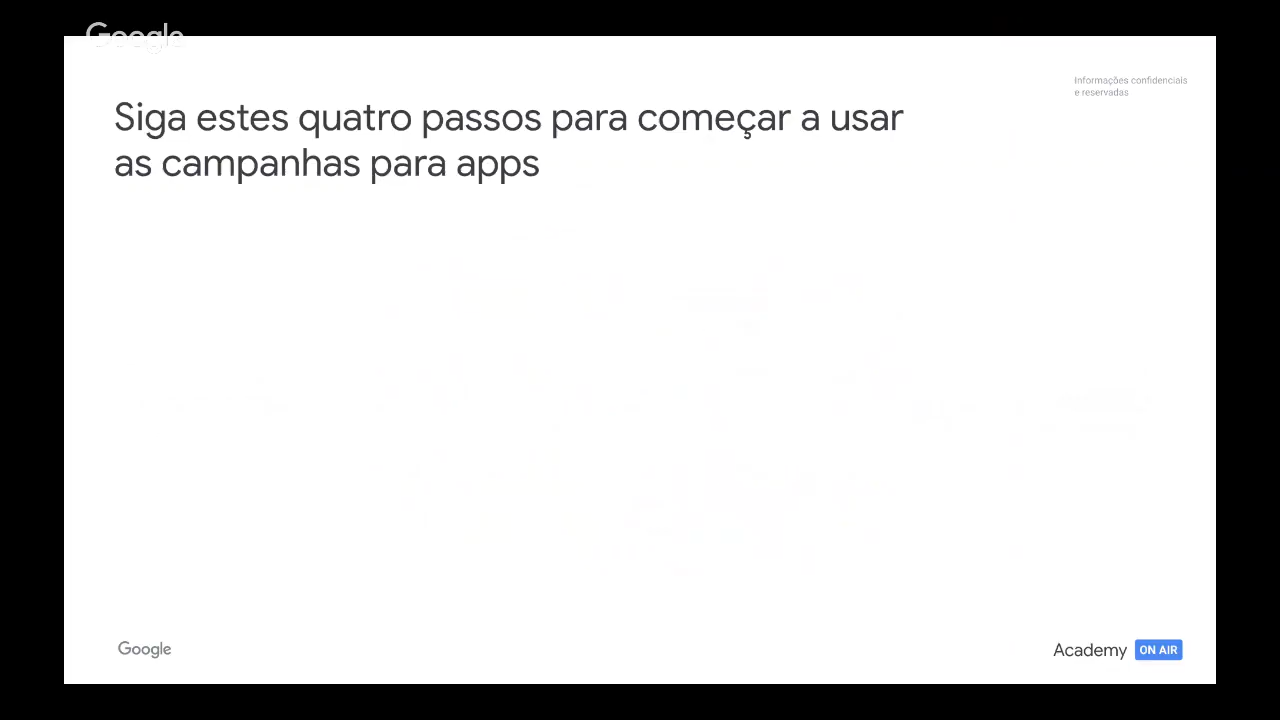 Google
Informações confidenciais
e reservadas
Siga estes quatro passos para começar a usar
as campanhas para apps
Google
Academy ON AIR